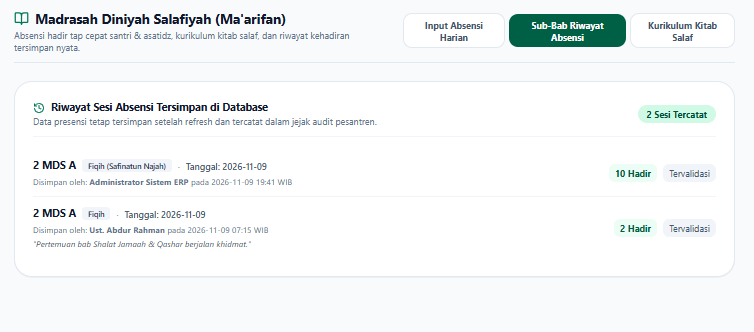 Madrasah Diniyah Salafiyah (Ma'arifan)
Absensi hadir tap cepat santri & asatidz, kurikulum kitab salaf, dan riwayat kehadiran
tersimpan nyata.
Input Absensi
Harian
Sub-Bab Riwayat
Absensi
Kurikulum Kitab
Salaf
Riwayat Sesi Absensi Tersimpan di Database
Data presensi tetap tersimpan setelah refresh dan tercatat dalam jejak audit pesantren.
2 Sesi Tercatat
2 MDS A Fiqih (Safinatun Najah) · Tanggal: 2026-11-09
Disimpan oleh: Administrator Sistem ERP pada 2026-11-09 19:41 WIB
10 Hadir Tervalidasi
2 MDS A Fiqih · Tanggal: 2026-11-09
Disimpan oleh: Ust. Abdur Rahman pada 2026-11-09 07:15 WIB
"Pertemuan bab Shalat Jamaah & Qashar berjalan khidmat."
2 Hadir Tervalidasi